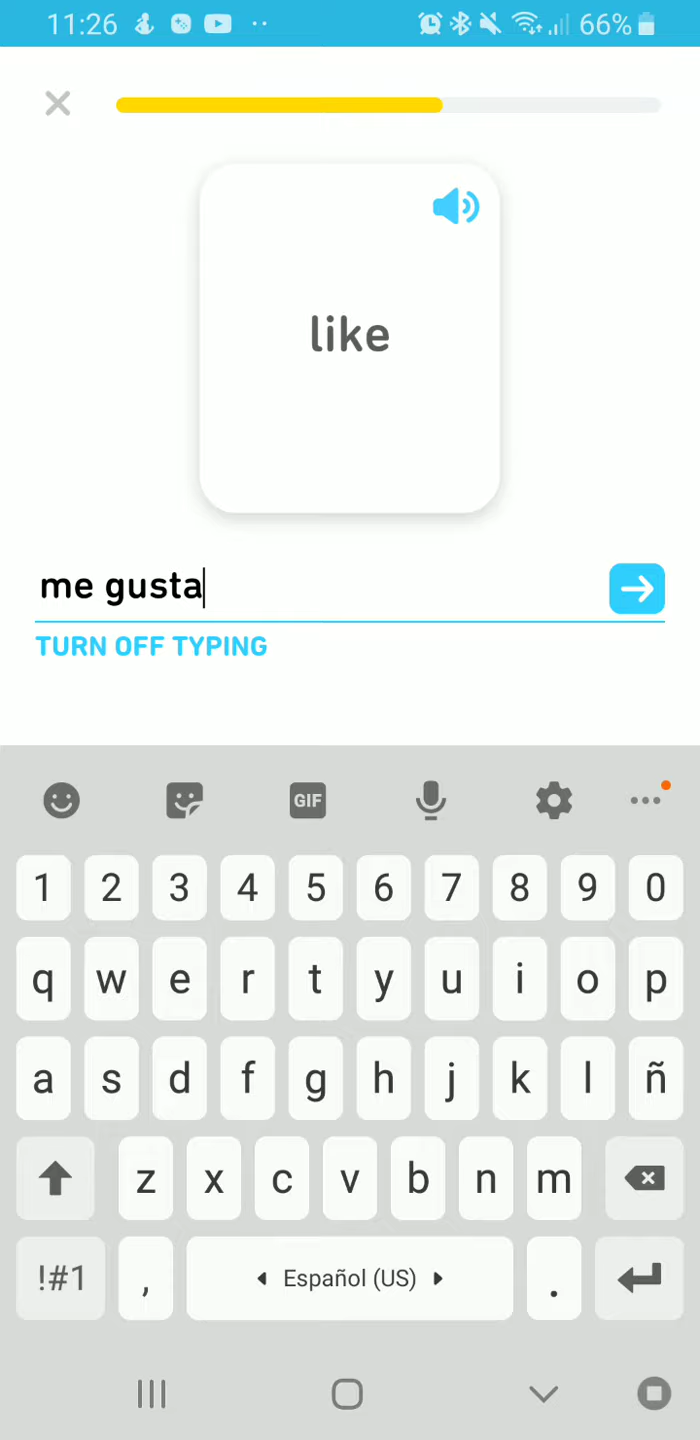 11:26 66%
like
me gusta
TURN OFF TYPING
GIF
1 2 3 4 5 6 7 8 9 0
q w e r t y u i o p
a s d f g h j k l ñ
z x c v b n m
!#1 , Español (US) .